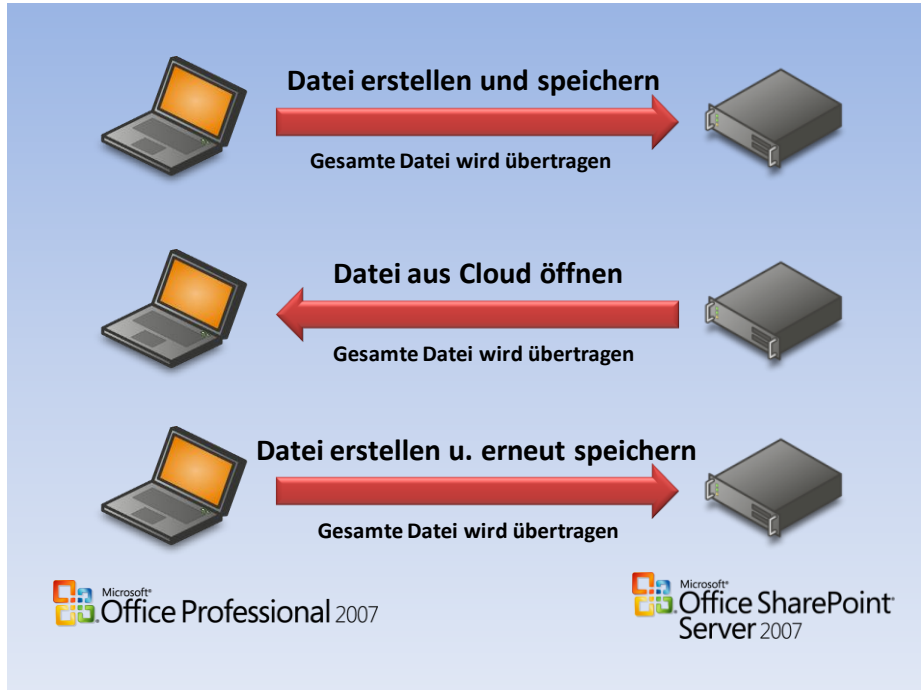 Datei erstellen und speichern
Gesamte Datei wird übertragen
Datei aus Cloud öffnen
Gesamte Datei wird übertragen
Datei erstellen u. erneut speichern
Gesamte Datei wird übertragen
Microsoft®
Office Professional 2007
Microsoft®
Office SharePoint®
Server 2007